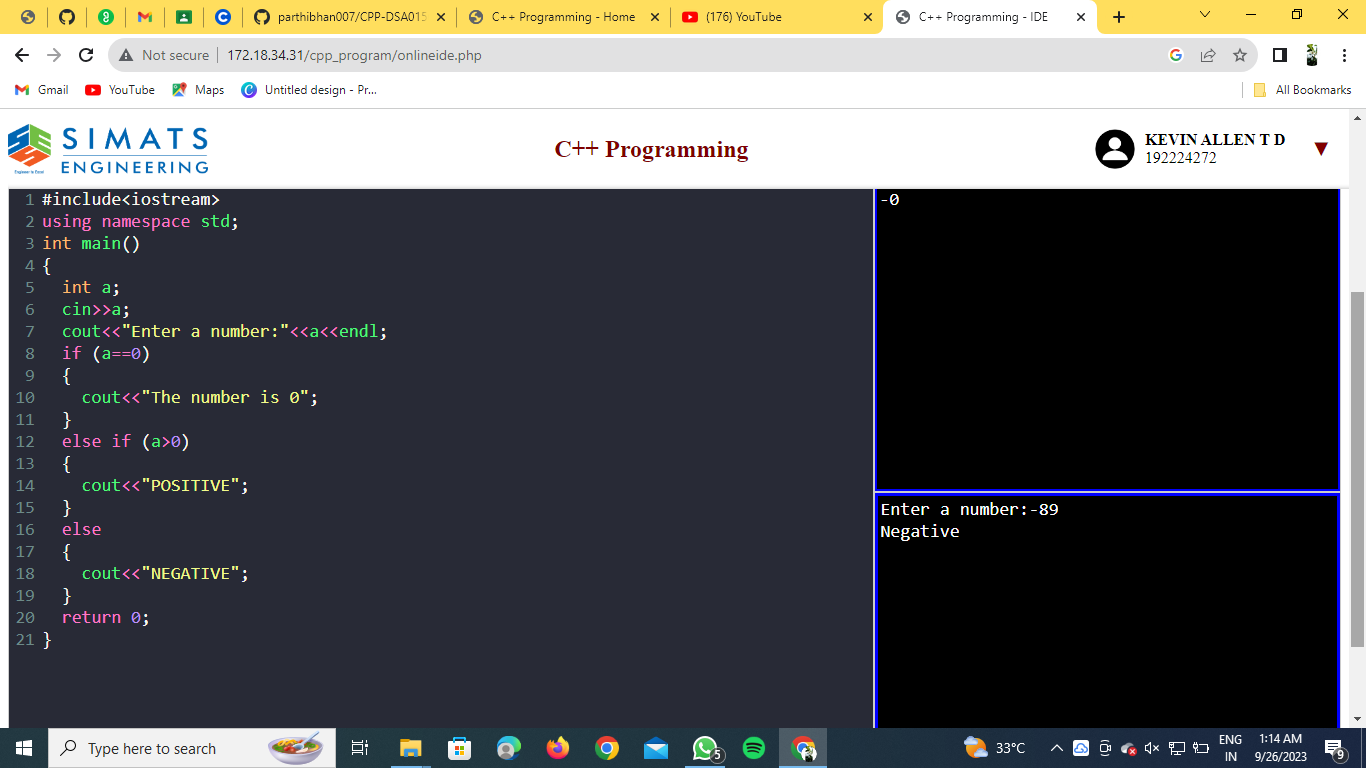 parthibhan007/CPP-DSA015
C++ Programming - Home
(176) YouTube
C++ Programming - IDE
Not secure
172.18.34.31/cpp_program/onlineide.php
Gmail
YouTube
Maps
Untitled design - Pr...
All Bookmarks
SIMATS
ENGINEERING
Engineer to Excel
C++ Programming
KEVIN ALLEN T D
192224272
1 #include<iostream>
2 using namespace std;
3 int main()
4 {
5   int a;
6   cin>>a;
7   cout<<"Enter a number:"<<a<<endl;
8   if (a==0)
9   {
10     cout<<"The number is 0";
11   }
12   else if (a>0)
13   {
14     cout<<"POSITIVE";
15   }
16   else
17   {
18     cout<<"NEGATIVE";
19   }
20   return 0;
21 }
-0
Enter a number:-89
Negative
Type here to search
5
33°C
ENG
IN
1:14 AM
9/26/2023
9